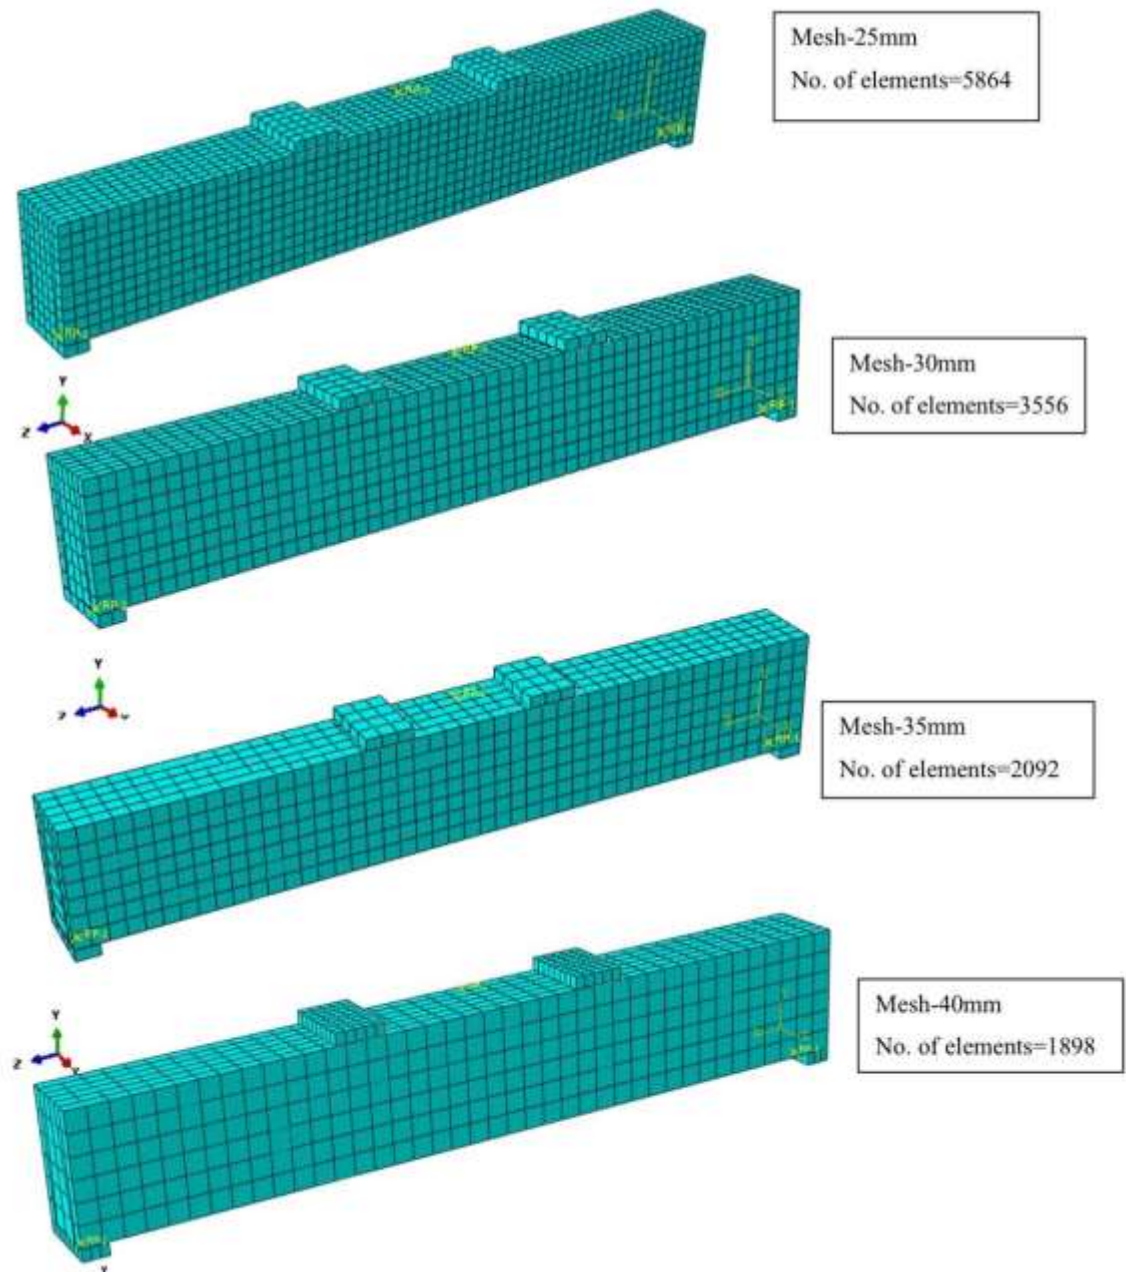 Mesh-25mm
No. of elements=5864
Y
Z
X
Mesh-30mm
No. of elements=3556
Y
Z
Mesh-35mm
No. of elements=2092
Y
Z
X
Mesh-40mm
No. of elements=1898
Y